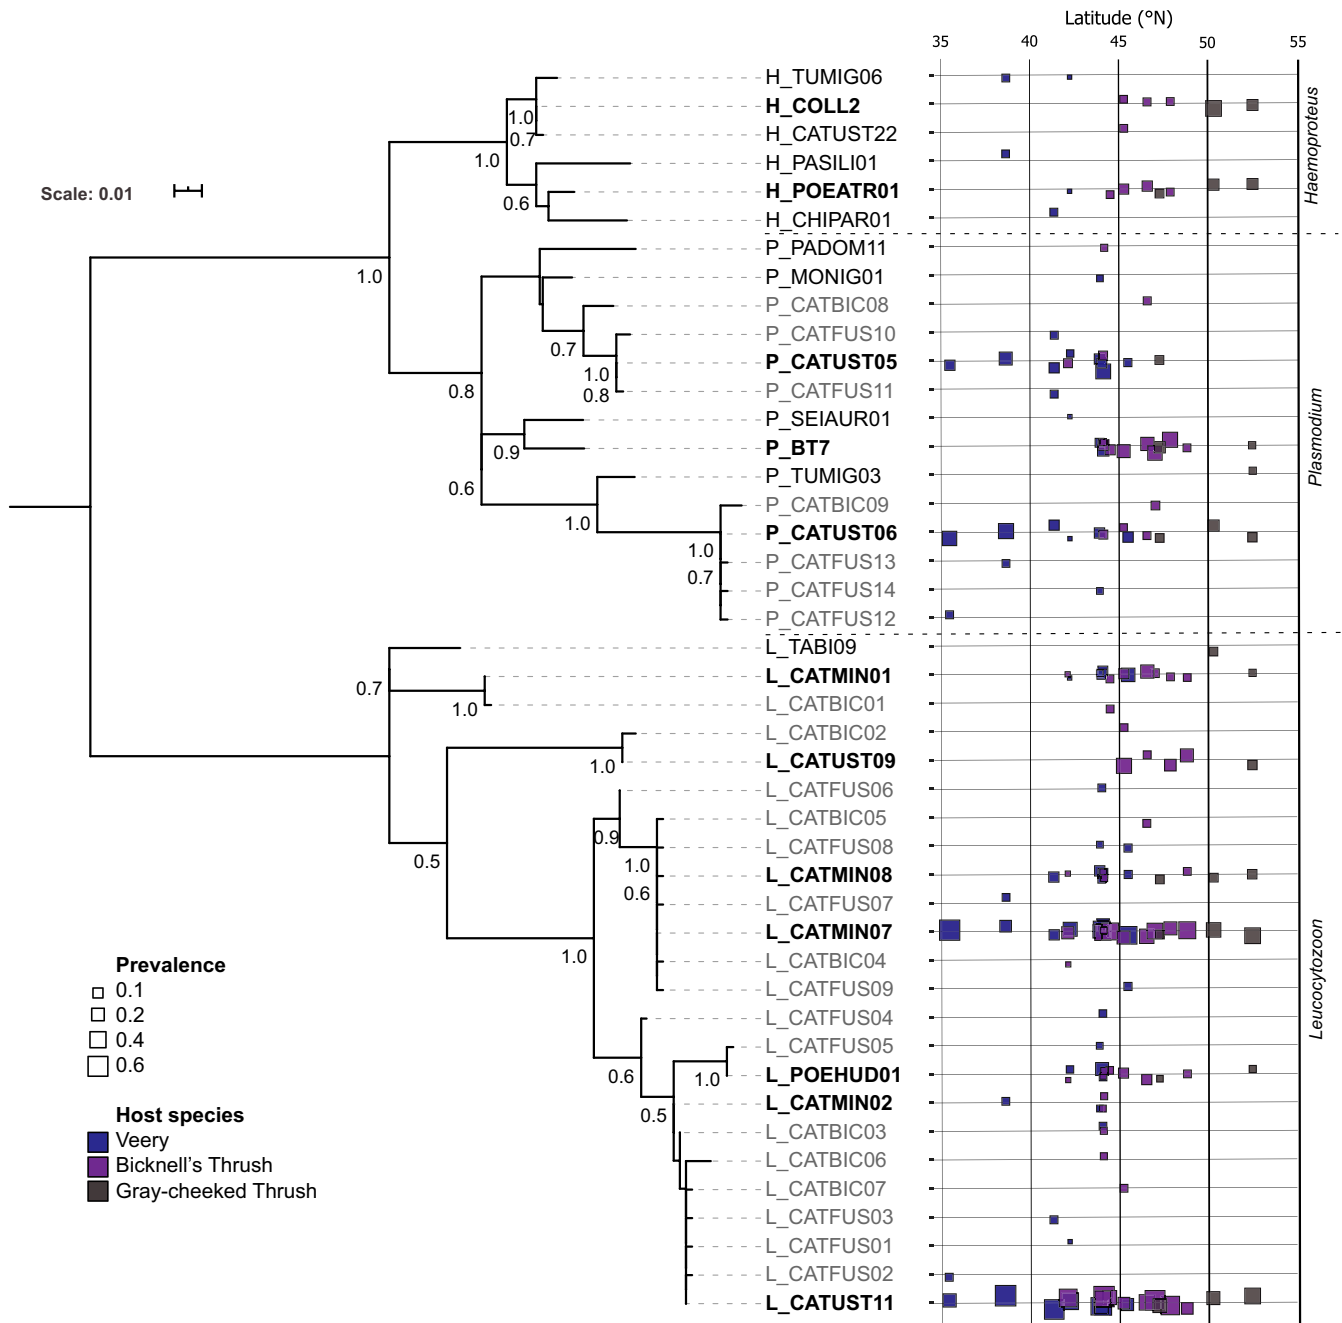 Latitude (°N)
35 40 45 50 55
H_TUMIG06
H_COLL2
1.0
0.7
H_CATUST22
1.0
H_PASILI01
Scale: 0.01
H_POEATR01
0.6
H_CHIPAR01
Haemoproteus
P_PADOM11
1.0
P_MONIG01
P_CATBIC08
P_CATFUS10
0.7
P_CATUST05
1.0
0.8
P_CATFUS11
0.8
P_SEIAUR01
P_BT7
0.9
P_TUMIG03
0.6
P_CATBIC09
1.0
P_CATUST06
1.0
P_CATFUS13
0.7
P_CATFUS14
P_CATFUS12
Plasmodium
L_TABI09
L_CATMIN01
0.7
L_CATBIC01
1.0
L_CATBIC02
L_CATUST09
1.0
L_CATFUS06
L_CATBIC05
0.9
L_CATFUS08
0.5
1.0
L_CATMIN08
0.6
L_CATFUS07
L_CATMIN07
1.0
L_CATBIC04
L_CATFUS09
L_CATFUS04
L_CATFUS05
L_POEHUD01
0.6
1.0
L_CATMIN02
0.5
L_CATBIC03
L_CATBIC06
L_CATBIC07
L_CATFUS03
L_CATFUS01
L_CATFUS02
L_CATUST11
Leucocytozoon
Prevalence
0.1
0.2
0.4
0.6
Host species
Veery
Bicknell's Thrush
Gray-cheeked Thrush